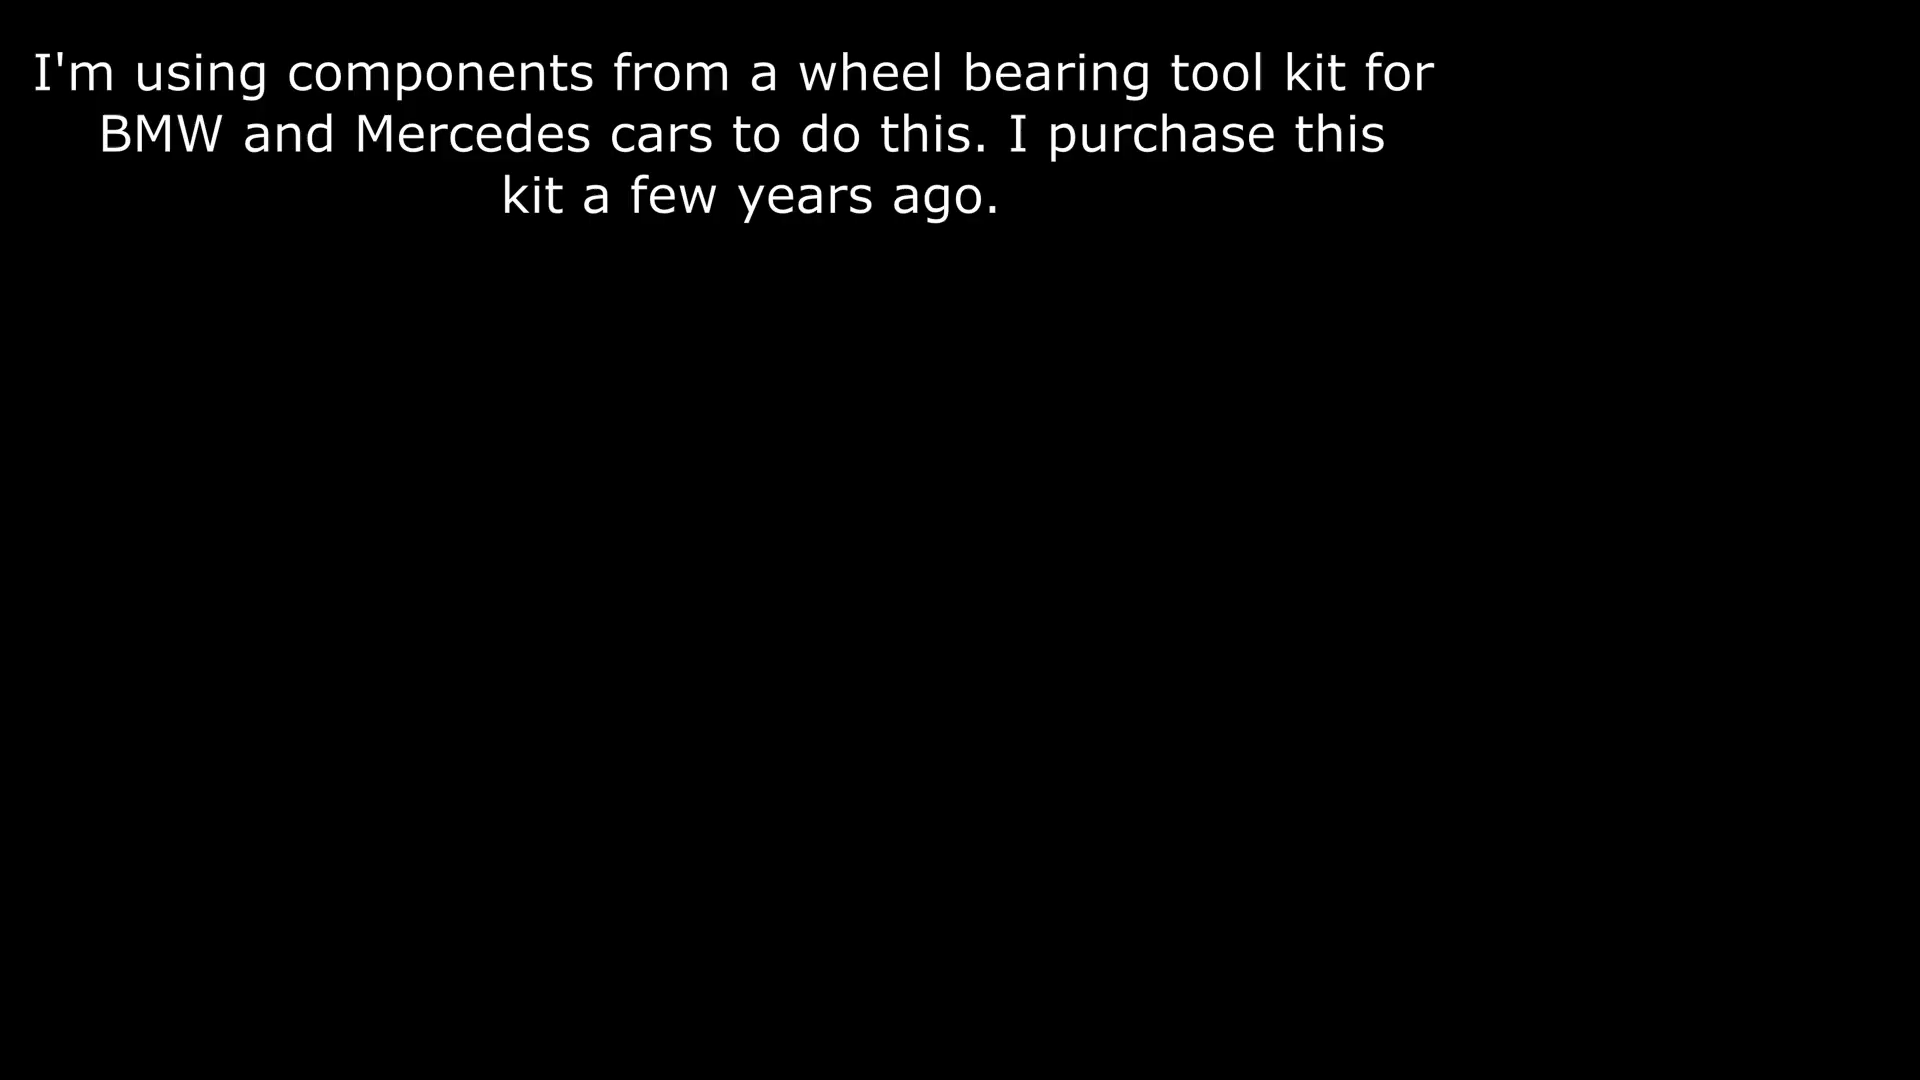 I'm using components from a wheel bearing tool kit for
BMW and Mercedes cars to do this. I purchase this
kit a few years ago.